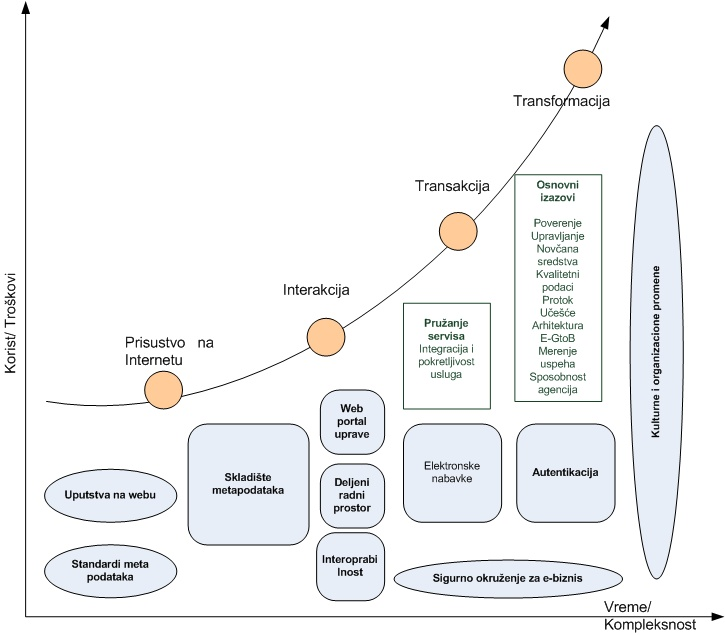 Transformacija
Transakcija
Interakcija
Prisustvo na
Internetu
Korist/ Troškovi
Osnovni
izazovi
Poverenje
Upravljanje
Novčana
sredstva
Kvalitetni
podaci
Protok
Učešće
Arhitektura
E-GtoB
Merenje
uspeha
Sposobnost
agencija
Pružanje
servisa
Integracija i
pokretljivost
usluga
Kulturne i organizacione promene
Web
portal
uprave
Skladište
metapodataka
Deljeni
radni
prostor
Elektronske
nabavke
Autentikacija
Uputstva na webu
Interoprabi
lnost
Standardi meta
podataka
Sigurno okruženje za e-biznis
Vreme/
Kompleksnost